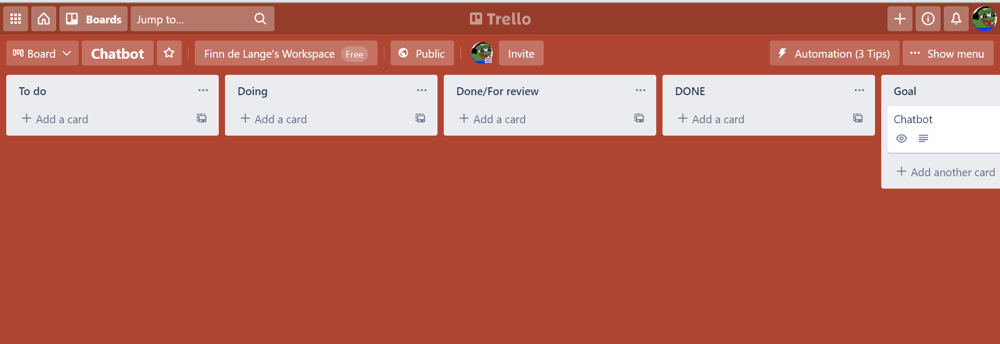 Boards
Jump to...
Trello
Board
Chatbot
Finn de Lange's Workspace Free
Public
Invite
Automation (3 Tips)
Show menu
To do
Add a card
Doing
Add a card
Done/For review
Add a card
DONE
Add a card
Goal
Chatbot
Add another card